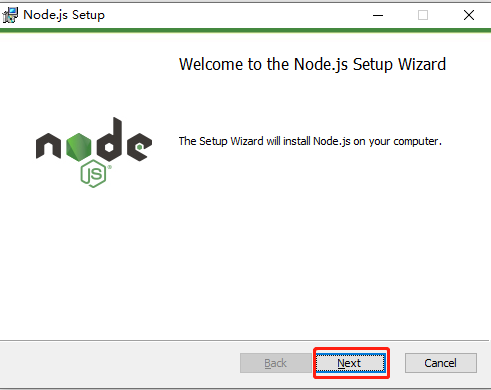 Node.js Setup
Welcome to the Node.js Setup Wizard
The Setup Wizard will install Node.js on your computer.
node
JS
Back
Next
Cancel